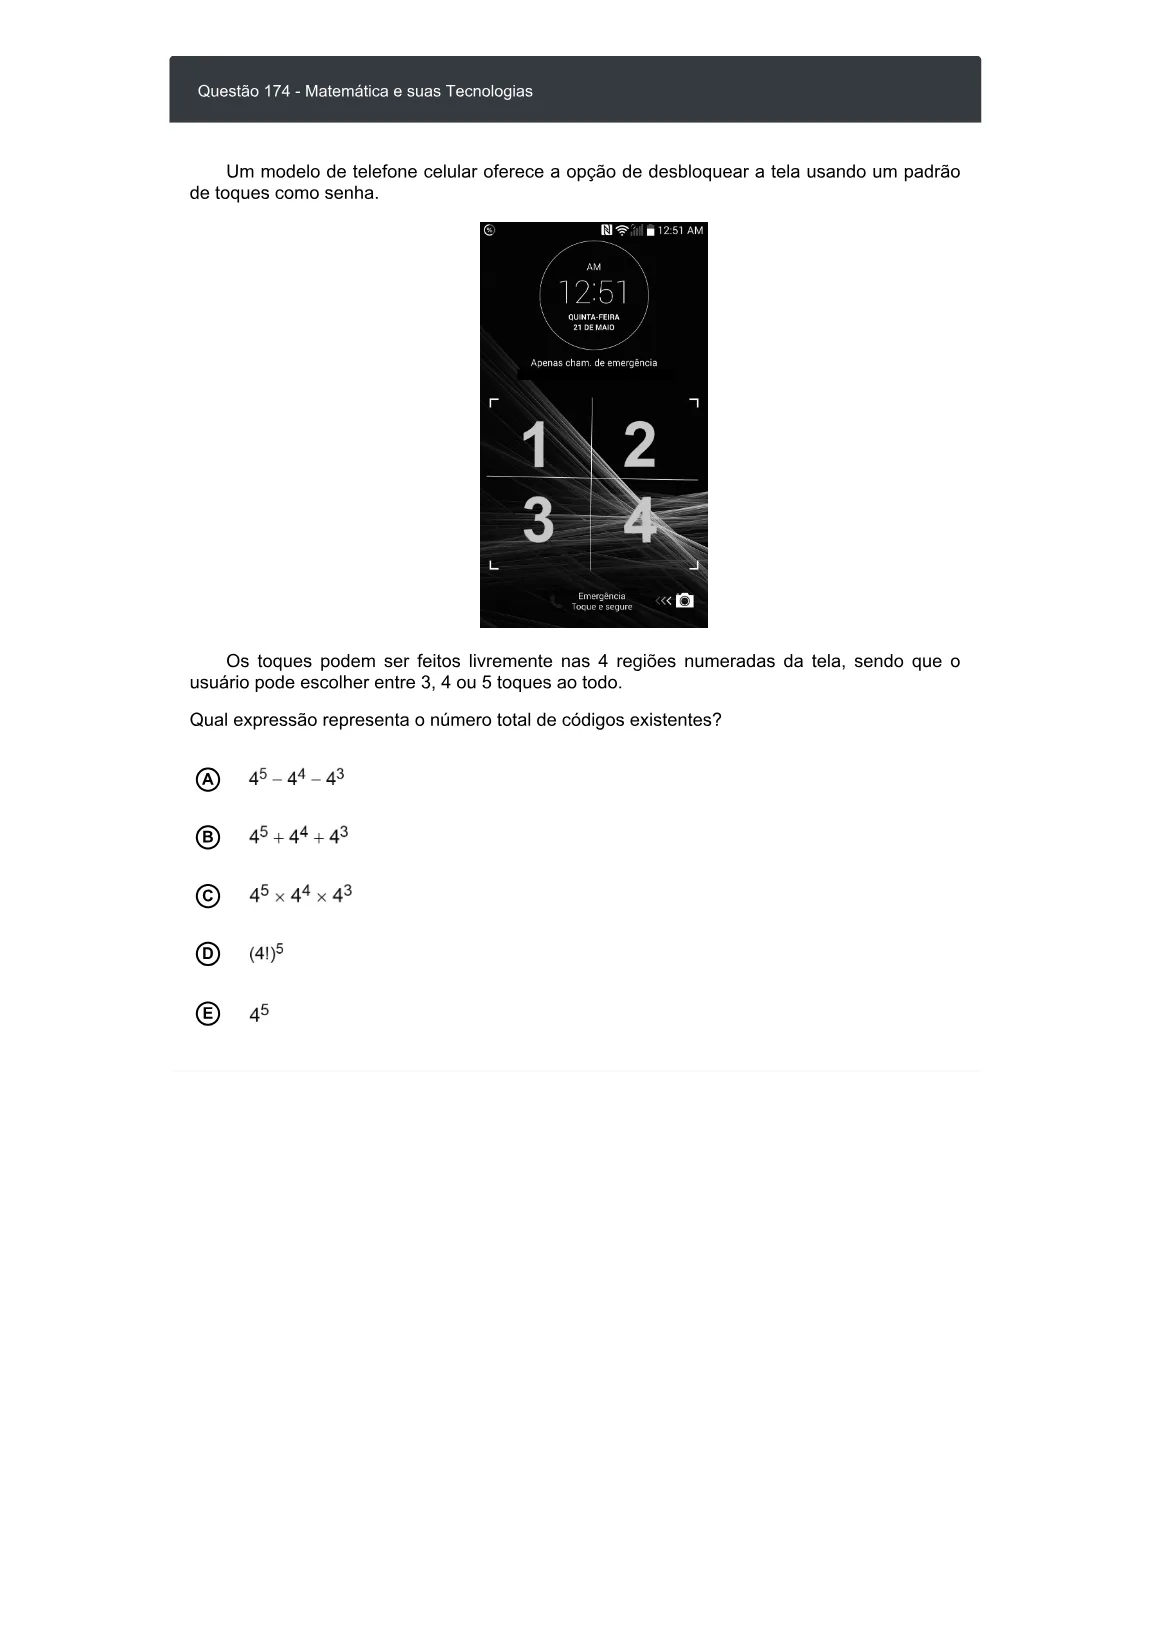 Questão 174 - Matemática e suas Tecnologias
Um modelo de telefone celular oferece a opção de desbloquear a tela usando um padrão
de toques como senha.
12:51 AM
AM
12:51
QUINTA-FEIRA
21 DE MAIO
Apenas cham. de emergência
1 2
3 4
Emergência
Toque e segure
Os toques podem ser feitos livremente nas 4 regiões numeradas da tela, sendo que o
usuário pode escolher entre 3, 4 ou 5 toques ao todo.
Qual expressão representa o número total de códigos existentes?
A 4⁵ – 4⁴ – 4³
B 4⁵ + 4⁴ + 4³
C 4⁵ × 4⁴ × 4³
D (4!)⁵
E 4⁵